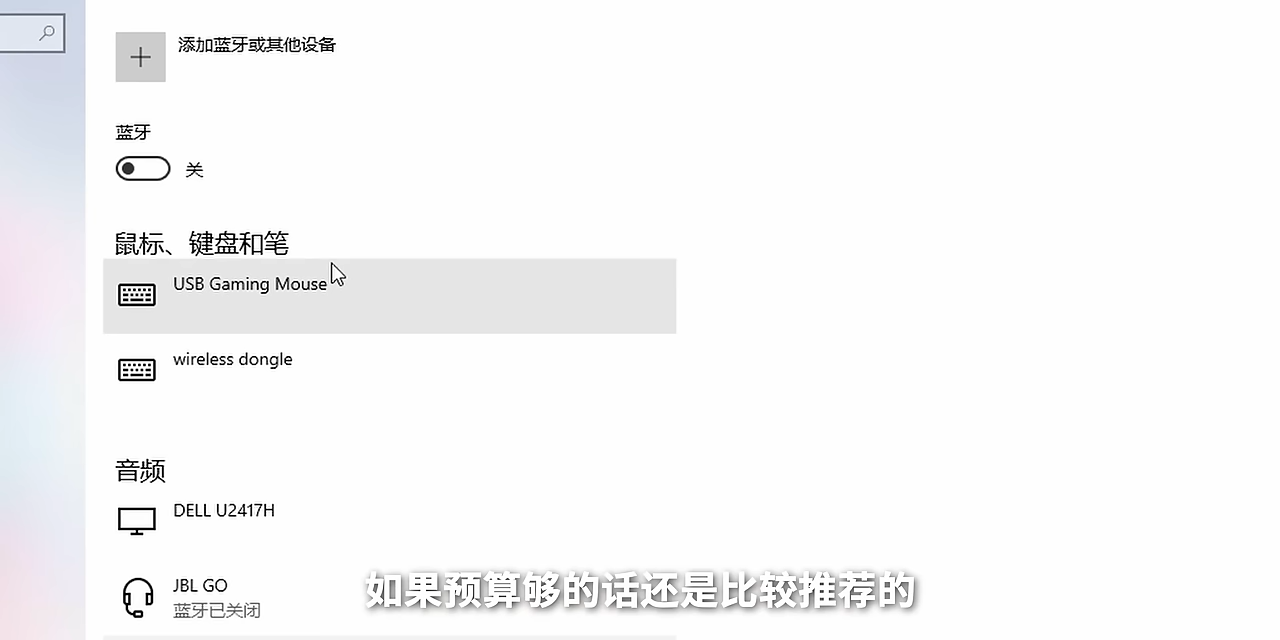 添加蓝牙或其他设备
蓝牙
关
鼠标、键盘和笔
USB Gaming Mouse
wireless dongle
音频
DELL U2417H
JBL GO
蓝牙已关闭
如果预算够的话还是比较推荐的